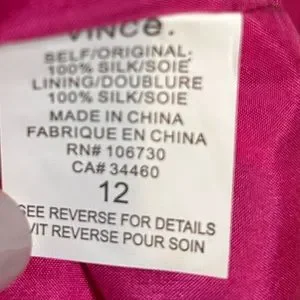 vince.
SELF/ORIGINAL:
100% SILK/SOIE
LINING/DOUBLURE
100% SILK/SOIE
MADE IN CHINA
FABRIQUE EN CHINA
RN# 106730
CA# 34460
12
SEE REVERSE FOR DETAILS
VIT REVERSE POUR SOIN